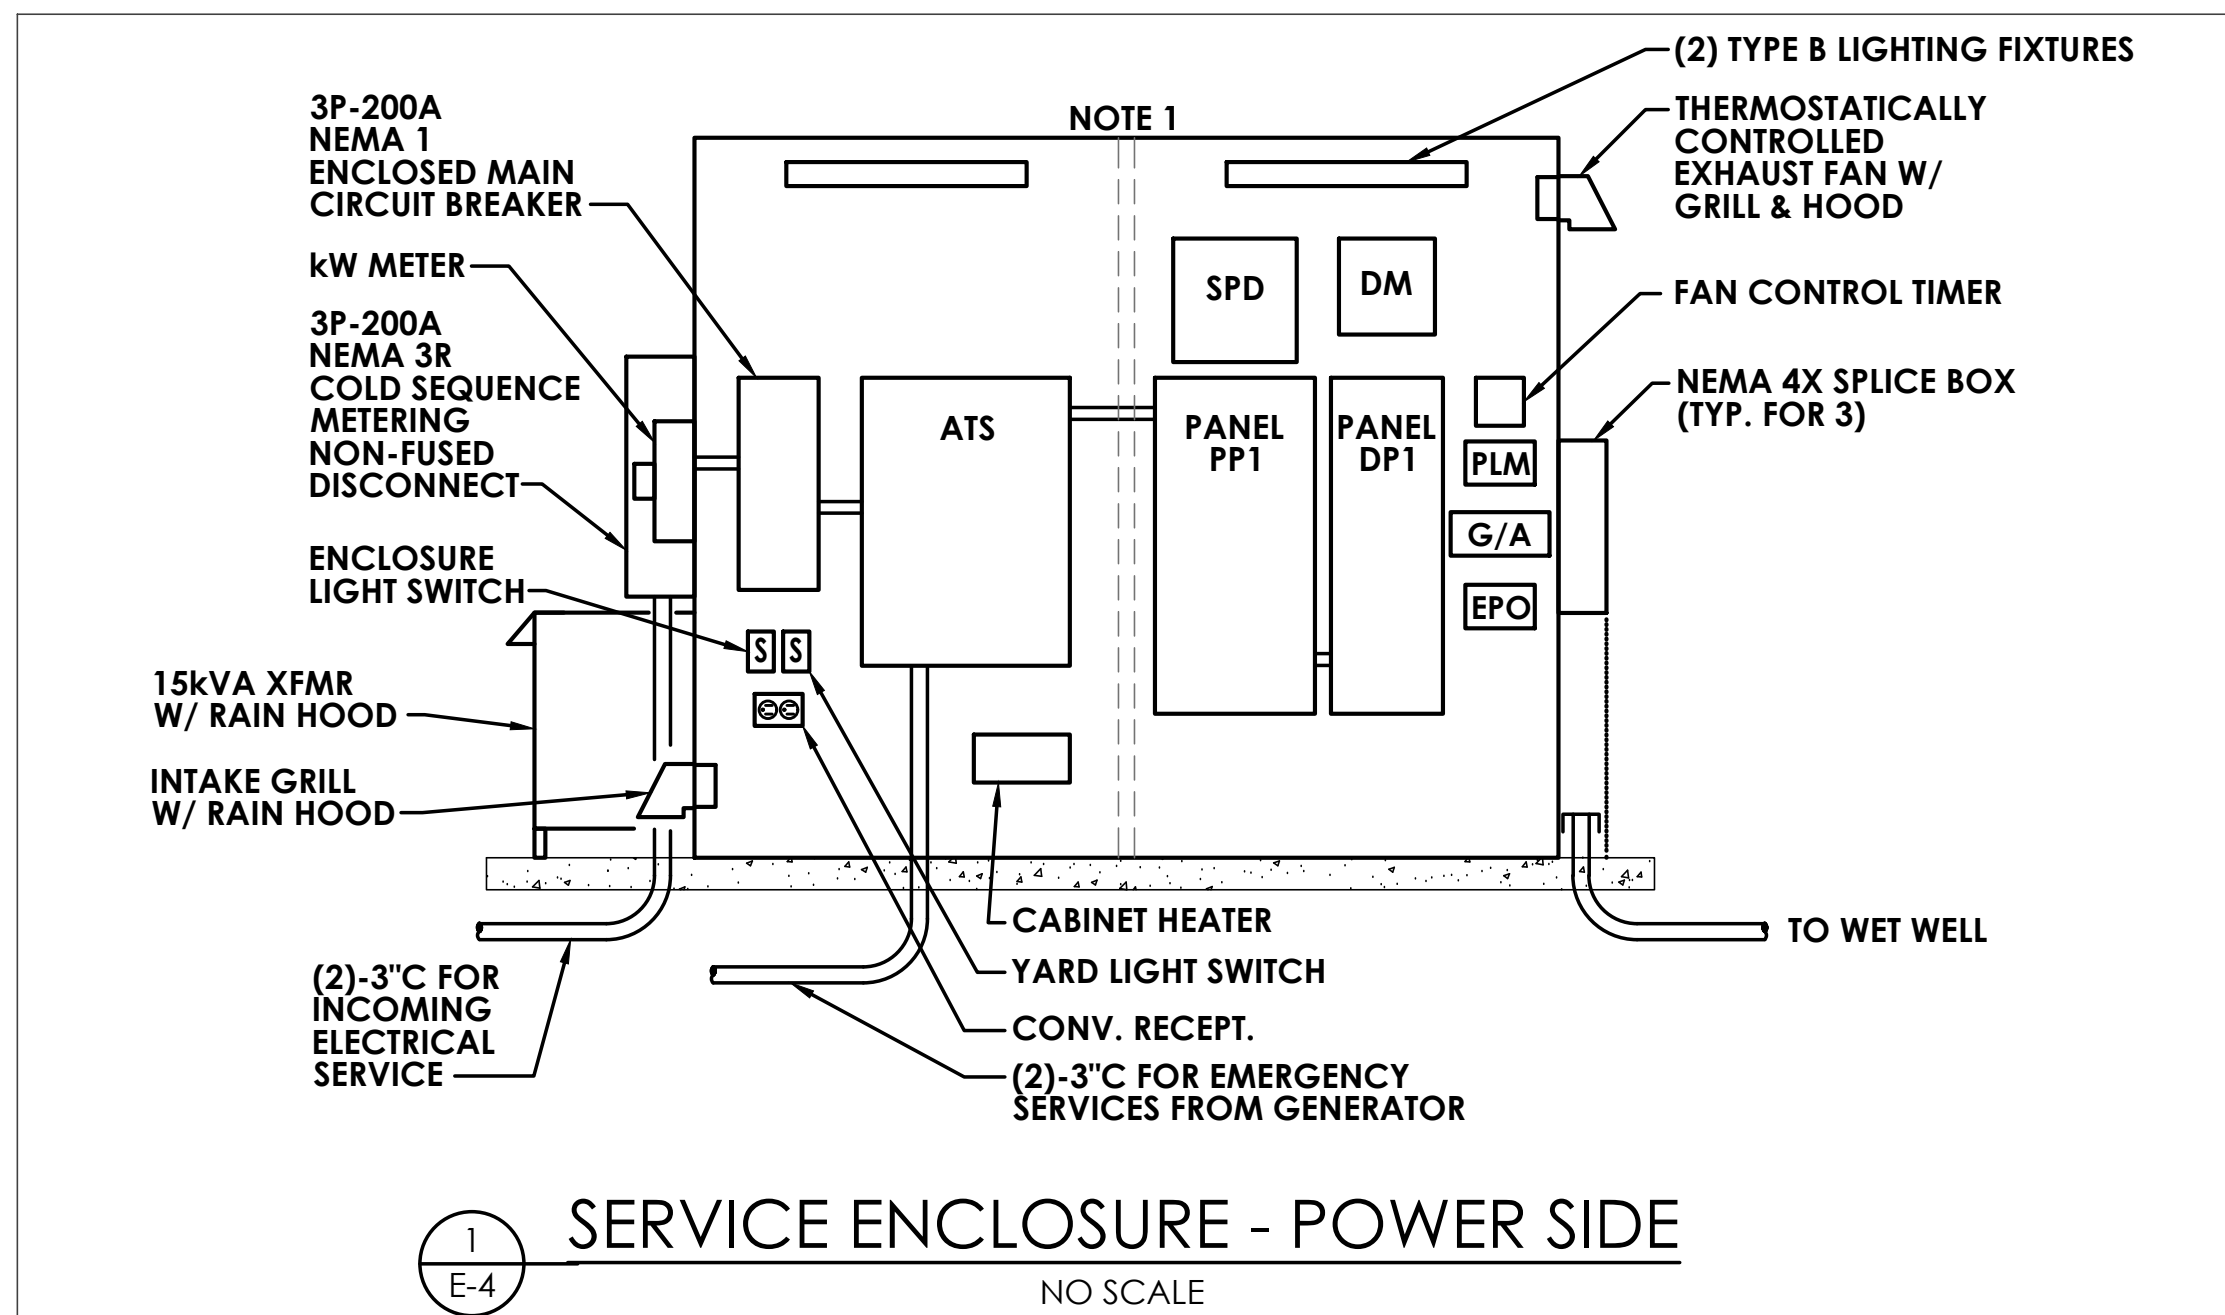 3P-200A
NEMA 1
ENCLOSED MAIN
CIRCUIT BREAKER
kW METER
3P-200A
NEMA 3R
COLD SEQUENCE
METERING
NON-FUSED
DISCONNECT
ENCLOSURE
LIGHT SWITCH
15kVA XFMR
W/ RAIN HOOD
INTAKE GRILL
W/ RAIN HOOD
(2)-3"C FOR
INCOMING
ELECTRICAL
SERVICE
NOTE 1
SPD
DM
ATS
PANEL
PP1
PANEL
DP1
PLM
G/A
EPO
S
S
(2) TYPE B LIGHTING FIXTURES
THERMOSTATICALLY
CONTROLLED
EXHAUST FAN W/
GRILL & HOOD
FAN CONTROL TIMER
NEMA 4X SPLICE BOX
(TYP. FOR 3)
CABINET HEATER
YARD LIGHT SWITCH
CONV. RECEPT.
(2)-3"C FOR EMERGENCY
SERVICES FROM GENERATOR
TO WET WELL
1
E-4
SERVICE ENCLOSURE - POWER SIDE
NO SCALE